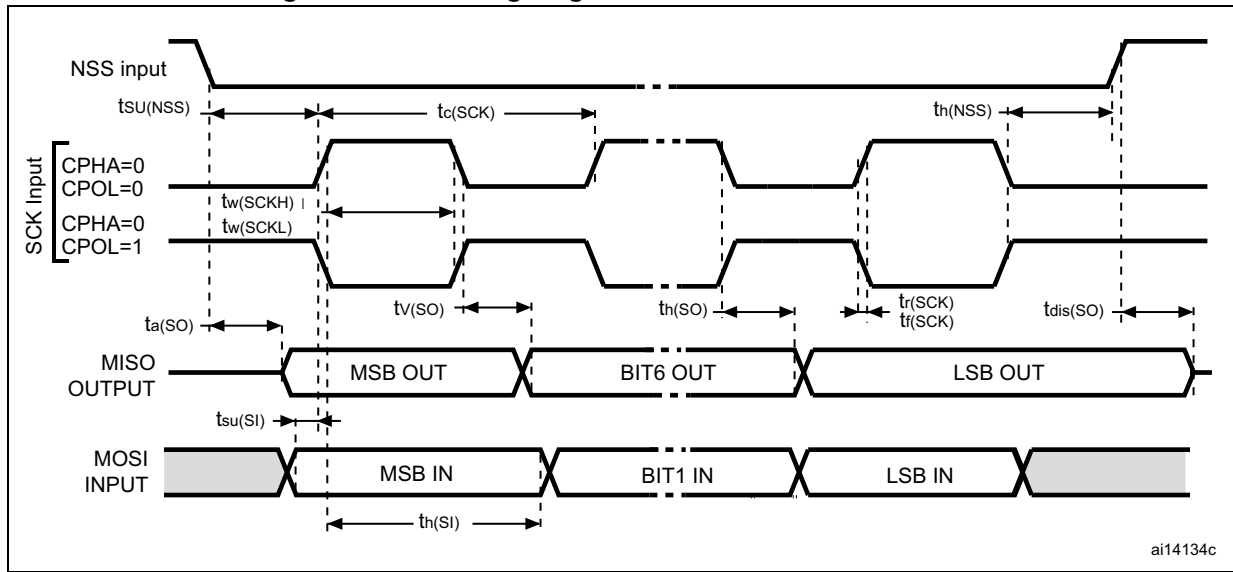 NSS input
tSU(NSS)
tc(SCK)
th(NSS)
SCK Input
CPHA=0
CPOL=0
tw(SCKH)
CPHA=0
tw(SCKL)
CPOL=1
ta(SO)
tV(SO)
th(SO)
tr(SCK)
tf(SCK)
tdis(SO)
MISO
OUTPUT
MSB OUT
BIT6 OUT
LSB OUT
tsu(SI)
MOSI
INPUT
MSB IN
BIT1 IN
LSB IN
th(SI)
ai14134c